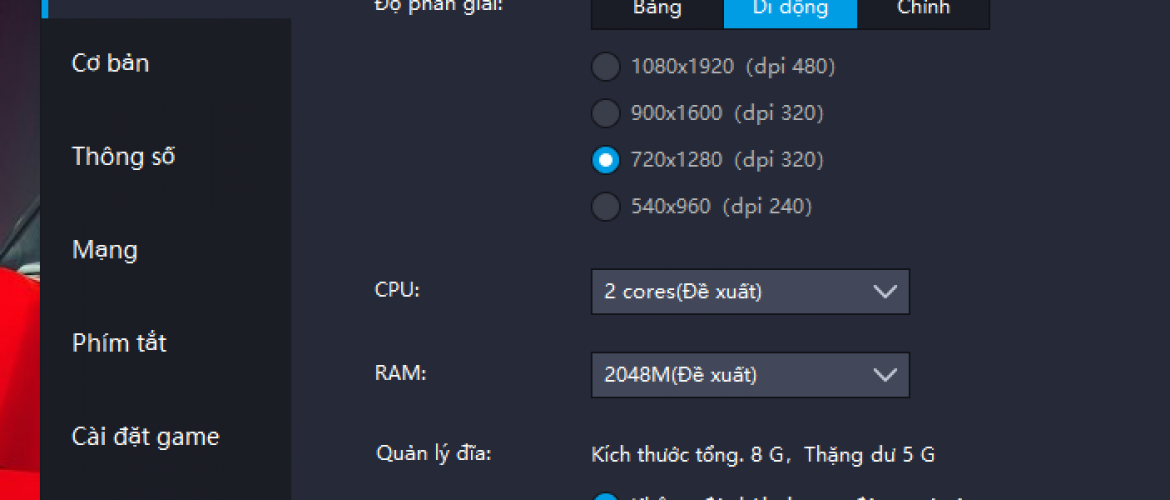 Độ phân giải:
Bảng
Di động
Chỉnh
Cơ bản
Thông số
Mạng
Phím tắt
Cài đặt game
1080x1920 (dpi 480)
900x1600 (dpi 320)
720x1280 (dpi 320)
540x960 (dpi 240)
CPU:
2 cores(Đề xuất)
RAM:
2048M(Đề xuất)
Quản lý đĩa:
Kích thước tổng. 8 G, Thặng dư 5 G